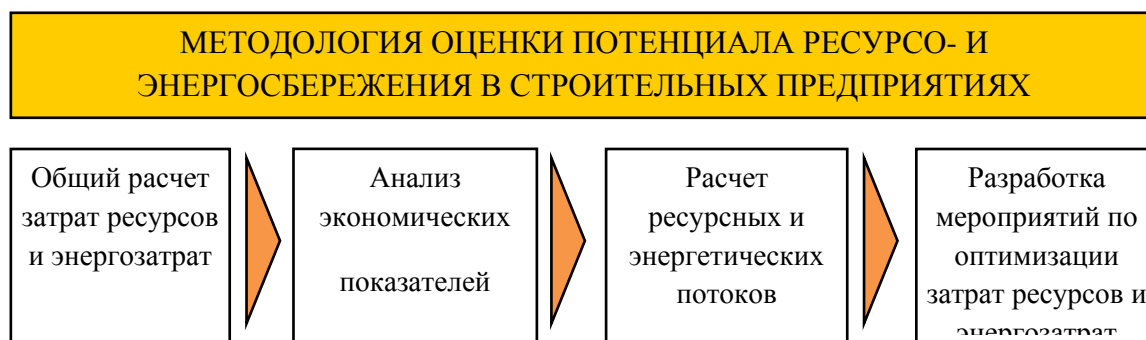 МЕТОДОЛОГИЯ ОЦЕНКИ ПОТЕНЦИАЛА РЕСУРСО- И
ЭНЕРГОСБЕРЕЖЕНИЯ В СТРОИТЕЛЬНЫХ ПРЕДПРИЯТИЯХ
Общий расчет
затрат ресурсов
и энергозатрат
Анализ
экономических
показателей
Расчет
ресурсных и
энергетических
потоков
Разработка
мероприятий по
оптимизации
затрат ресурсов и
энергозатрат